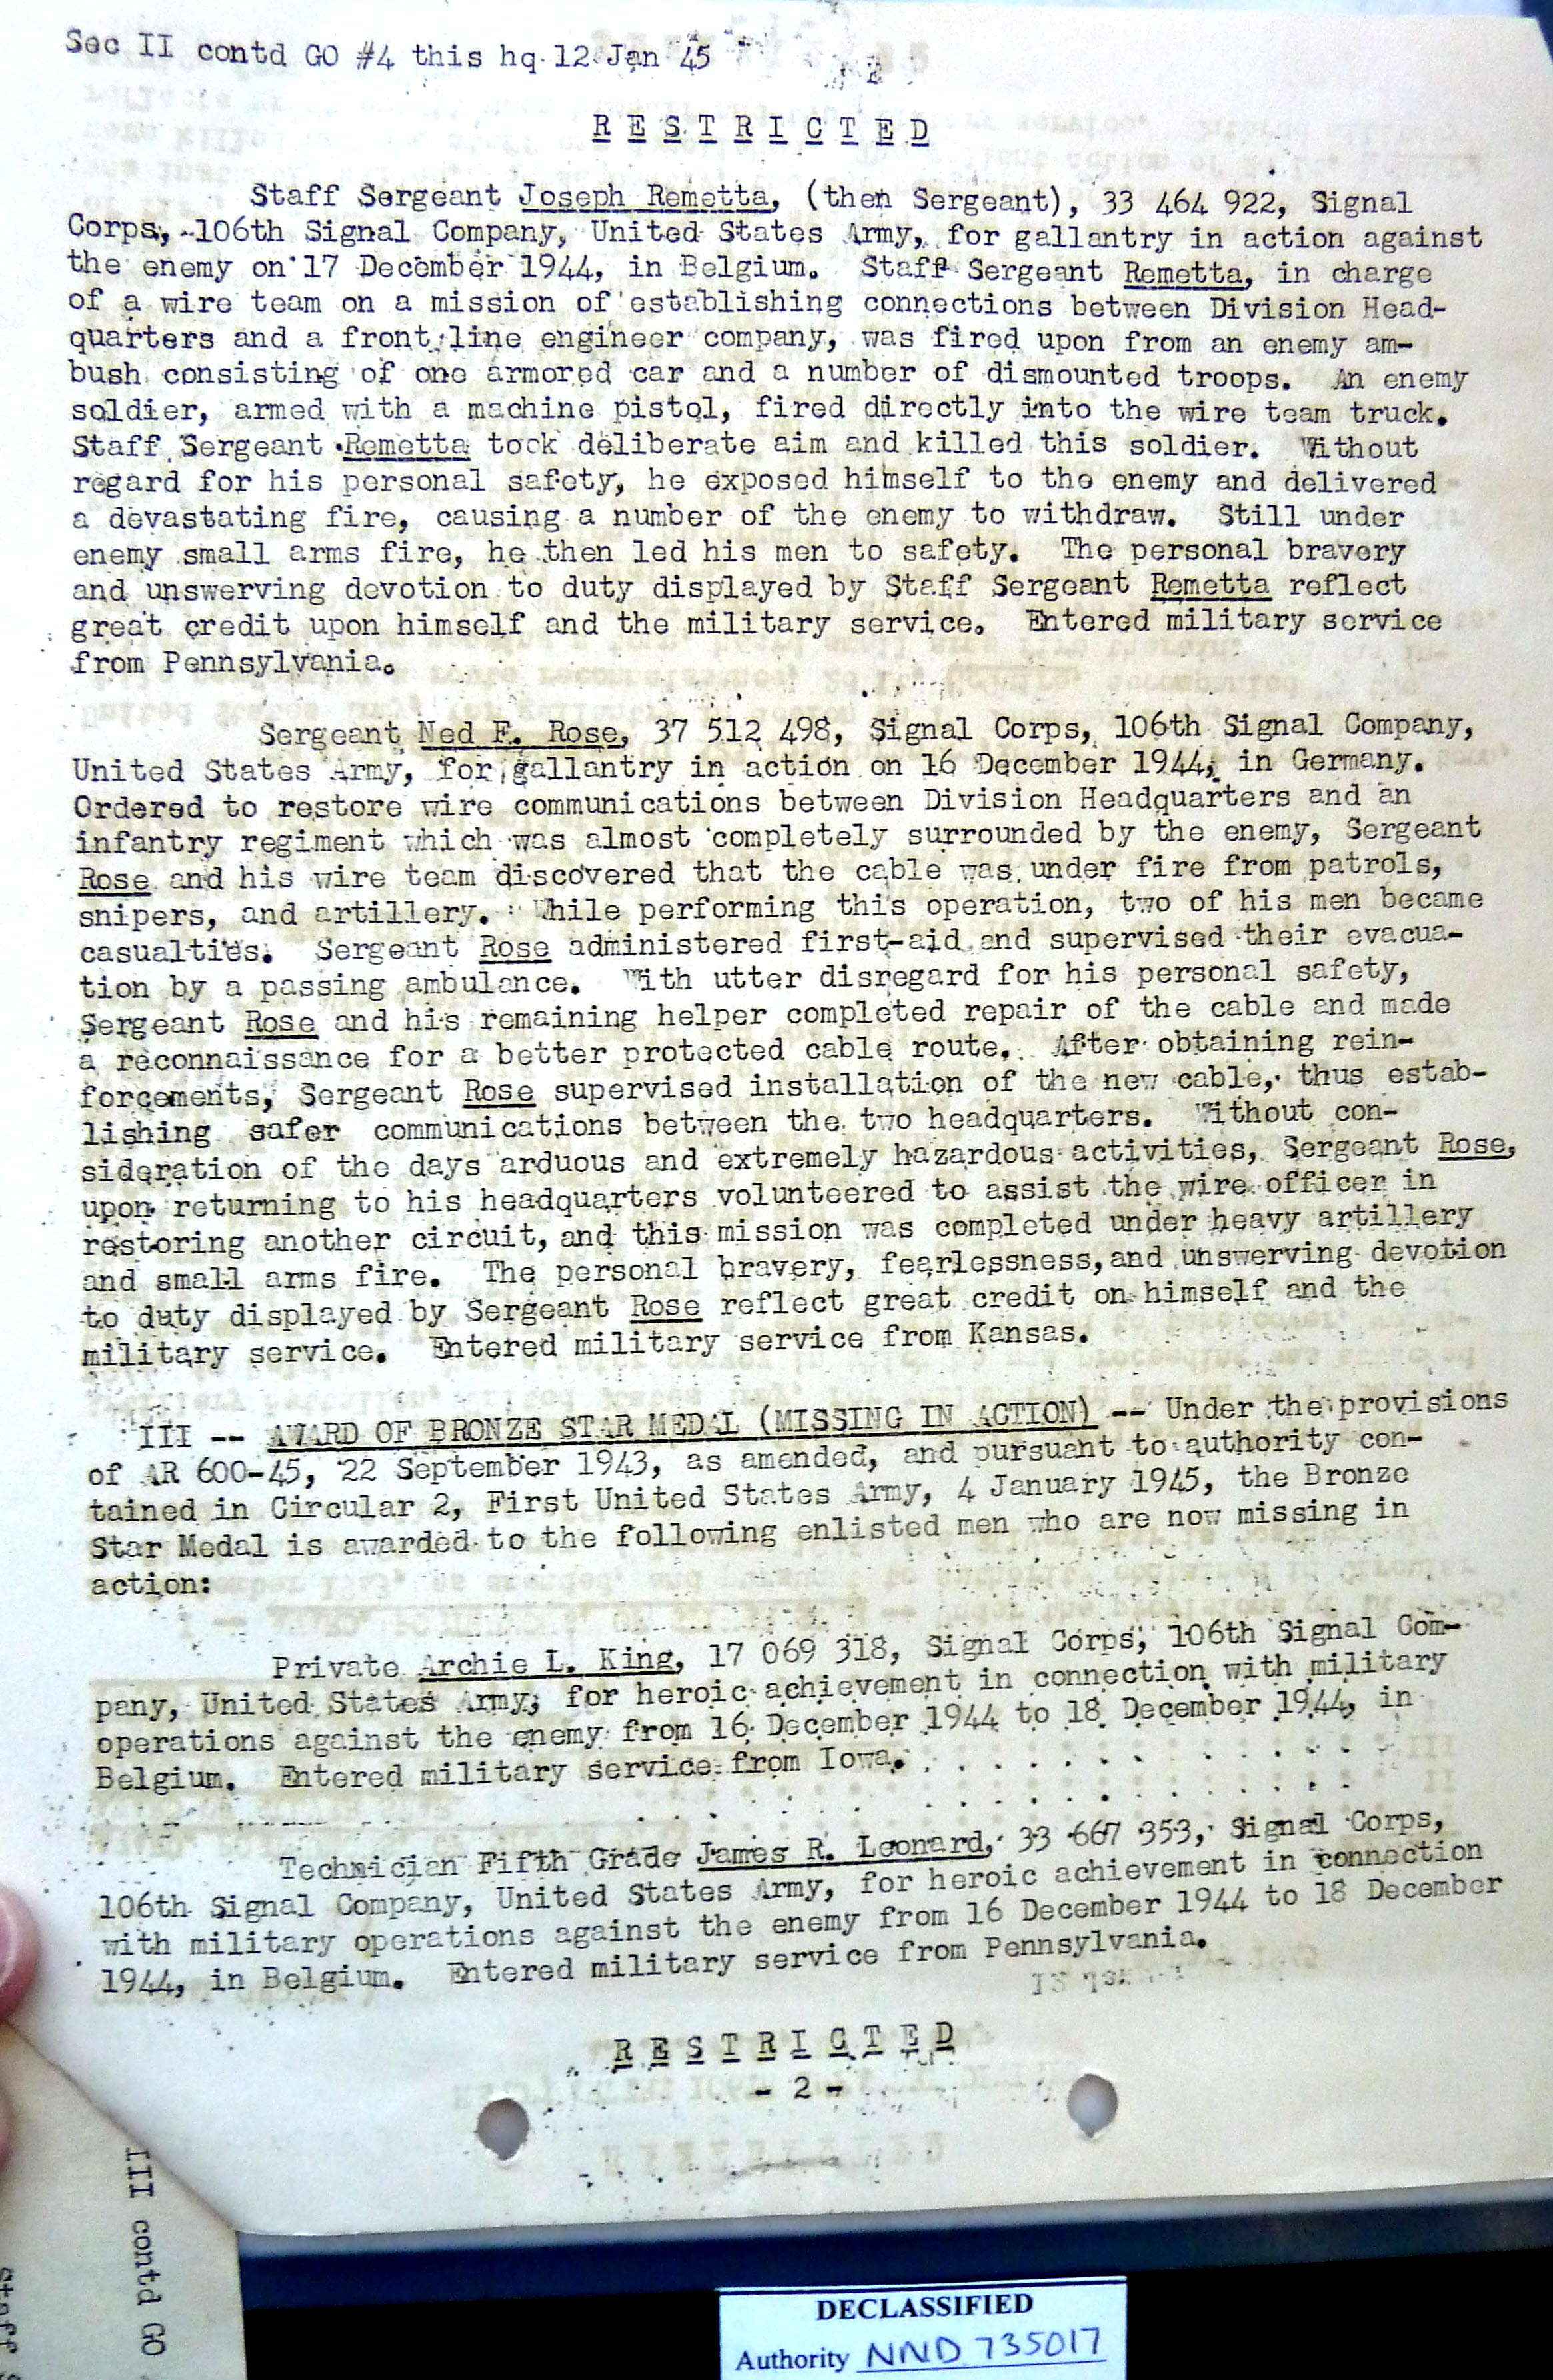 Sec II contd GO #4 this hq 12 Jan 45
R E S T R I C T E D
Staff Sergeant Joseph Remetta, (then Sergeant), 33 464 922, Signal
Corps, 106th Signal Company, United States Army, for gallantry in action against
the enemy on 17 December 1944, in Belgium. Staff Sergeant Remetta, in charge
of a wire team on a mission of establishing connections between Division Head-
quarters and a front line engineer company, was fired upon from an enemy am-
bush consisting of one armored car and a number of dismounted troops. An enemy
soldier, armed with a machine pistol, fired directly into the wire team truck.
Staff Sergeant Remetta took deliberate aim and killed this soldier. Without
regard for his personal safety, he exposed himself to the enemy and delivered
a devastating fire, causing a number of the enemy to withdraw. Still under
enemy small arms fire, he then led his men to safety. The personal bravery
and unswerving devotion to duty displayed by Staff Sergeant Remetta reflect
great credit upon himself and the military service. Entered military service
from Pennsylvania.
Sergeant Ned F. Rose, 37 512 498, Signal Corps, 106th Signal Company,
United States Army, for gallantry in action on 16 December 1944, in Germany.
Ordered to restore wire communications between Division Headquarters and an
infantry regiment which was almost completely surrounded by the enemy, Sergeant
Rose and his wire team discovered that the cable was under fire from patrols,
snipers, and artillery. While performing this operation, two of his men became
casualties. Sergeant Rose administered first-aid and supervised their evacua-
tion by a passing ambulance. With utter disregard for his personal safety,
Sergeant Rose and his remaining helper completed repair of the cable and made
a reconnaissance for a better protected cable route. After obtaining rein-
forcements, Sergeant Rose supervised installation of the new cable, thus estab-
lishing safer communications between the two headquarters. Without con-
sideration of the days arduous and extremely hazardous activities, Sergeant Rose,
upon returning to his headquarters volunteered to assist the wire officer in
restoring another circuit, and this mission was completed under heavy artillery
and small arms fire. The personal bravery, fearlessness, and unswerving devotion
to duty displayed by Sergeant Rose reflect great credit on himself and the
military service. Entered military service from Kansas.
III -- AWARD OF BRONZE STAR MEDAL (MISSING IN ACTION) -- Under the provisions
of AR 600-45, 22 September 1943, as amended, and pursuant to authority con-
tained in Circular 2, First United States Army, 4 January 1945, the Bronze
Star Medal is awarded to the following enlisted men who are now missing in
action:
Private Archie L. King, 17 069 318, Signal Corps, 106th Signal Com-
pany, United States Army, for heroic achievement in connection with military
operations against the enemy from 16 December 1944 to 18 December 1944, in
Belgium. Entered military service from Iowa.
Technician Fifth Grade James R. Leonard, 33 667 353, Signal Corps,
106th Signal Company, United States Army, for heroic achievement in connection
with military operations against the enemy from 16 December 1944 to 18 December
1944, in Belgium. Entered military service from Pennsylvania.
R E S T R I C T E D
- 2 -
III contd GO
DECLASSIFIED
Authority NND 735017